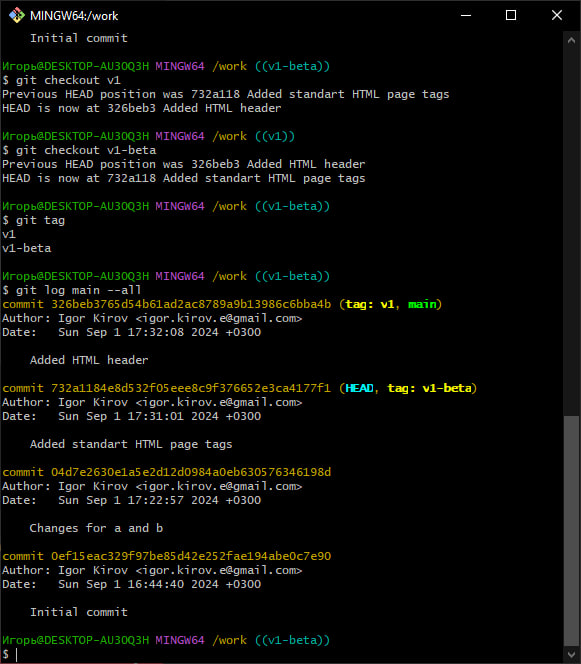 MINGW64:/work
Initial commit
Игорь@DESKTOP-AU3OQ3H MINGW64 /work ((v1-beta))
$ git checkout v1
Previous HEAD position was 732a118 Added standart HTML page tags
HEAD is now at 326beb3 Added HTML header
Игорь@DESKTOP-AU3OQ3H MINGW64 /work ((v1))
$ git checkout v1-beta
Previous HEAD position was 326beb3 Added HTML header
HEAD is now at 732a118 Added standart HTML page tags
Игорь@DESKTOP-AU3OQ3H MINGW64 /work ((v1-beta))
$ git tag
v1
v1-beta
Игорь@DESKTOP-AU3OQ3H MINGW64 /work ((v1-beta))
$ git log main --all
commit 326beb3765d54b61ad2ac8789a9b13986c6bba4b (tag: v1, main)
Author: Igor Kirov <igor.kirov.e@gmail.com>
Date:   Sun Sep 1 17:32:08 2024 +0300
Added HTML header
commit 732a1184e8d532f05eee8c9f376652e3ca4177f1 (HEAD, tag: v1-beta)
Author: Igor Kirov <igor.kirov.e@gmail.com>
Date:   Sun Sep 1 17:31:01 2024 +0300
Added standart HTML page tags
commit 04d7e2630e1a5e2d12d0984a0eb630576346198d
Author: Igor Kirov <igor.kirov.e@gmail.com>
Date:   Sun Sep 1 17:22:57 2024 +0300
Changes for a and b
commit 0ef15eac329f97be85d42e252fae194abe0c7e90
Author: Igor Kirov <igor.kirov.e@gmail.com>
Date:   Sun Sep 1 16:44:40 2024 +0300
Initial commit
Игорь@DESKTOP-AU3OQ3H MINGW64 /work ((v1-beta))
$